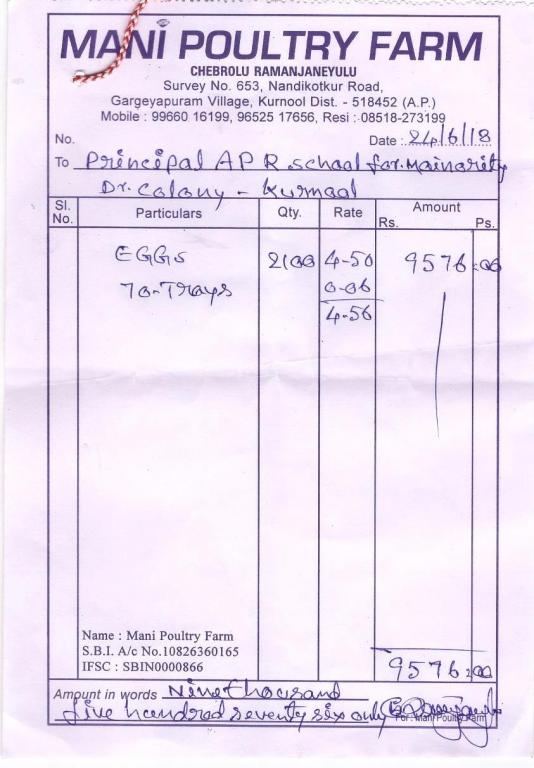 MANI POULTRY FARM
CHEBROLU RAMANJANEYULU
Survey No. 653, Nandikotkur Road,
Gargeyapuram Village, Kurnool Dist. - 518452 (A.P.)
Mobile : 99660 16199, 96525 17656, Resi : 08518-273199
No. Date : 24/6/18
To Principal A P R school for. Mainarity
Dr. Colony - Kurnool
Sl. No. Particulars Qty. Rate Amount Rs. Ps.
EGGs 2100 4-50 9576:00
70-Trays 0-06
4-56
Name : Mani Poultry Farm
S.B.I. A/c No.10826360165
IFSC : SBIN0000866
9576:00
Amount in words Nine thousand
five hundred seventy six only
For : Mani Poultry Farm